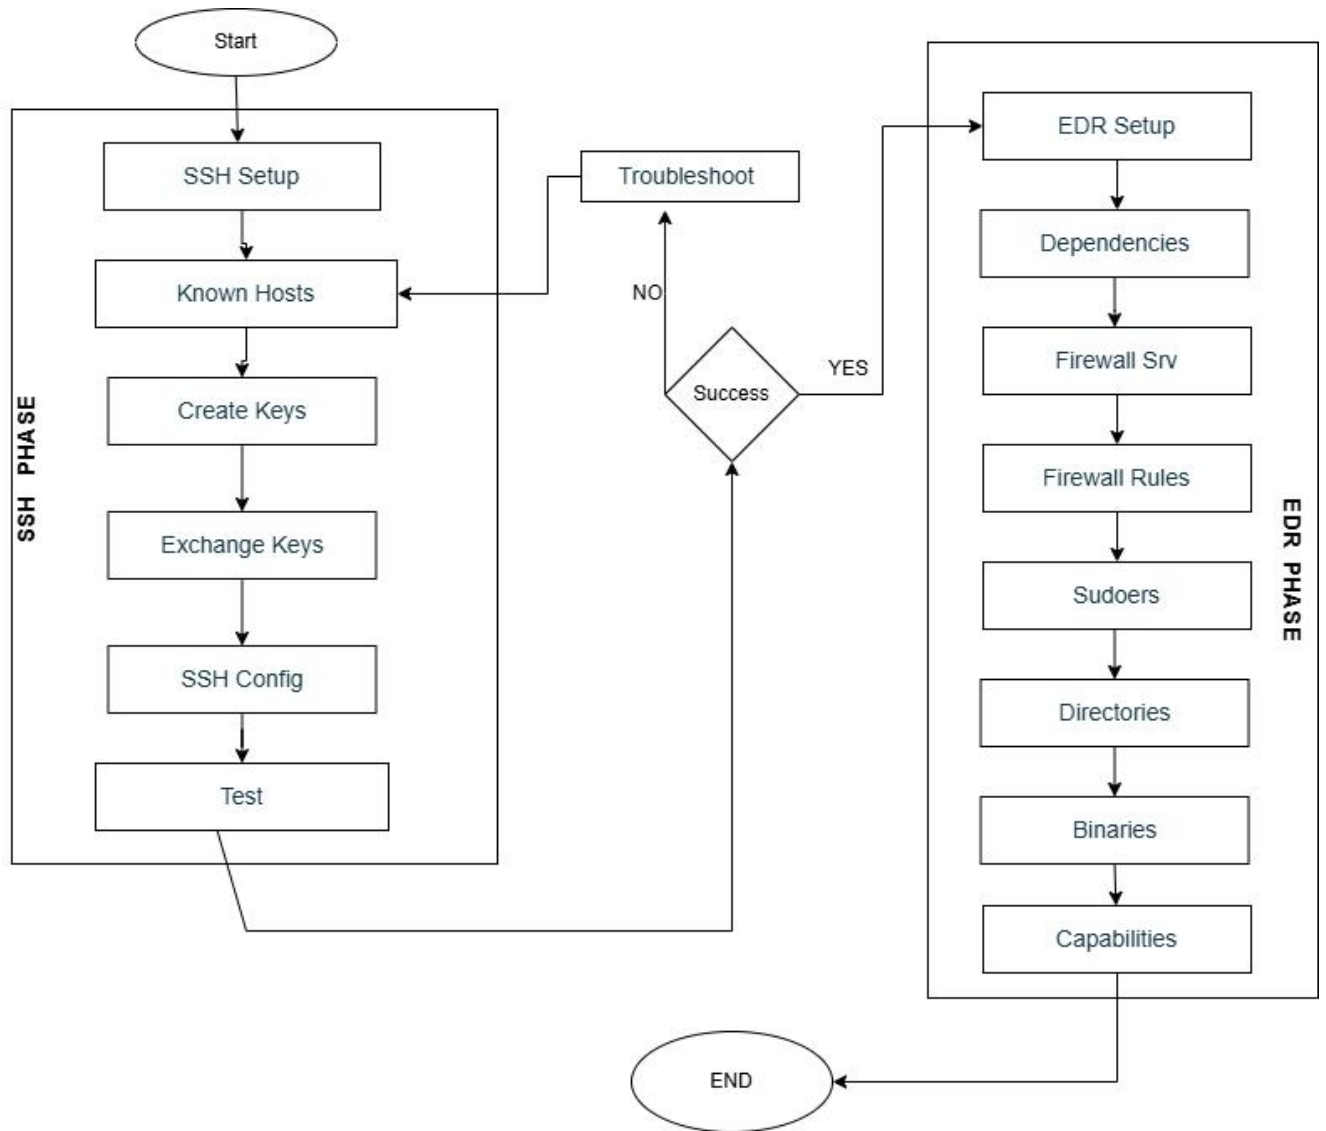 Start
SSH PHASE
SSH Setup
Known Hosts
Create Keys
Exchange Keys
SSH Config
Test
Troubleshoot
NO
Success
YES
EDR PHASE
EDR Setup
Dependencies
Firewall Srv
Firewall Rules
Sudoers
Directories
Binaries
Capabilities
END